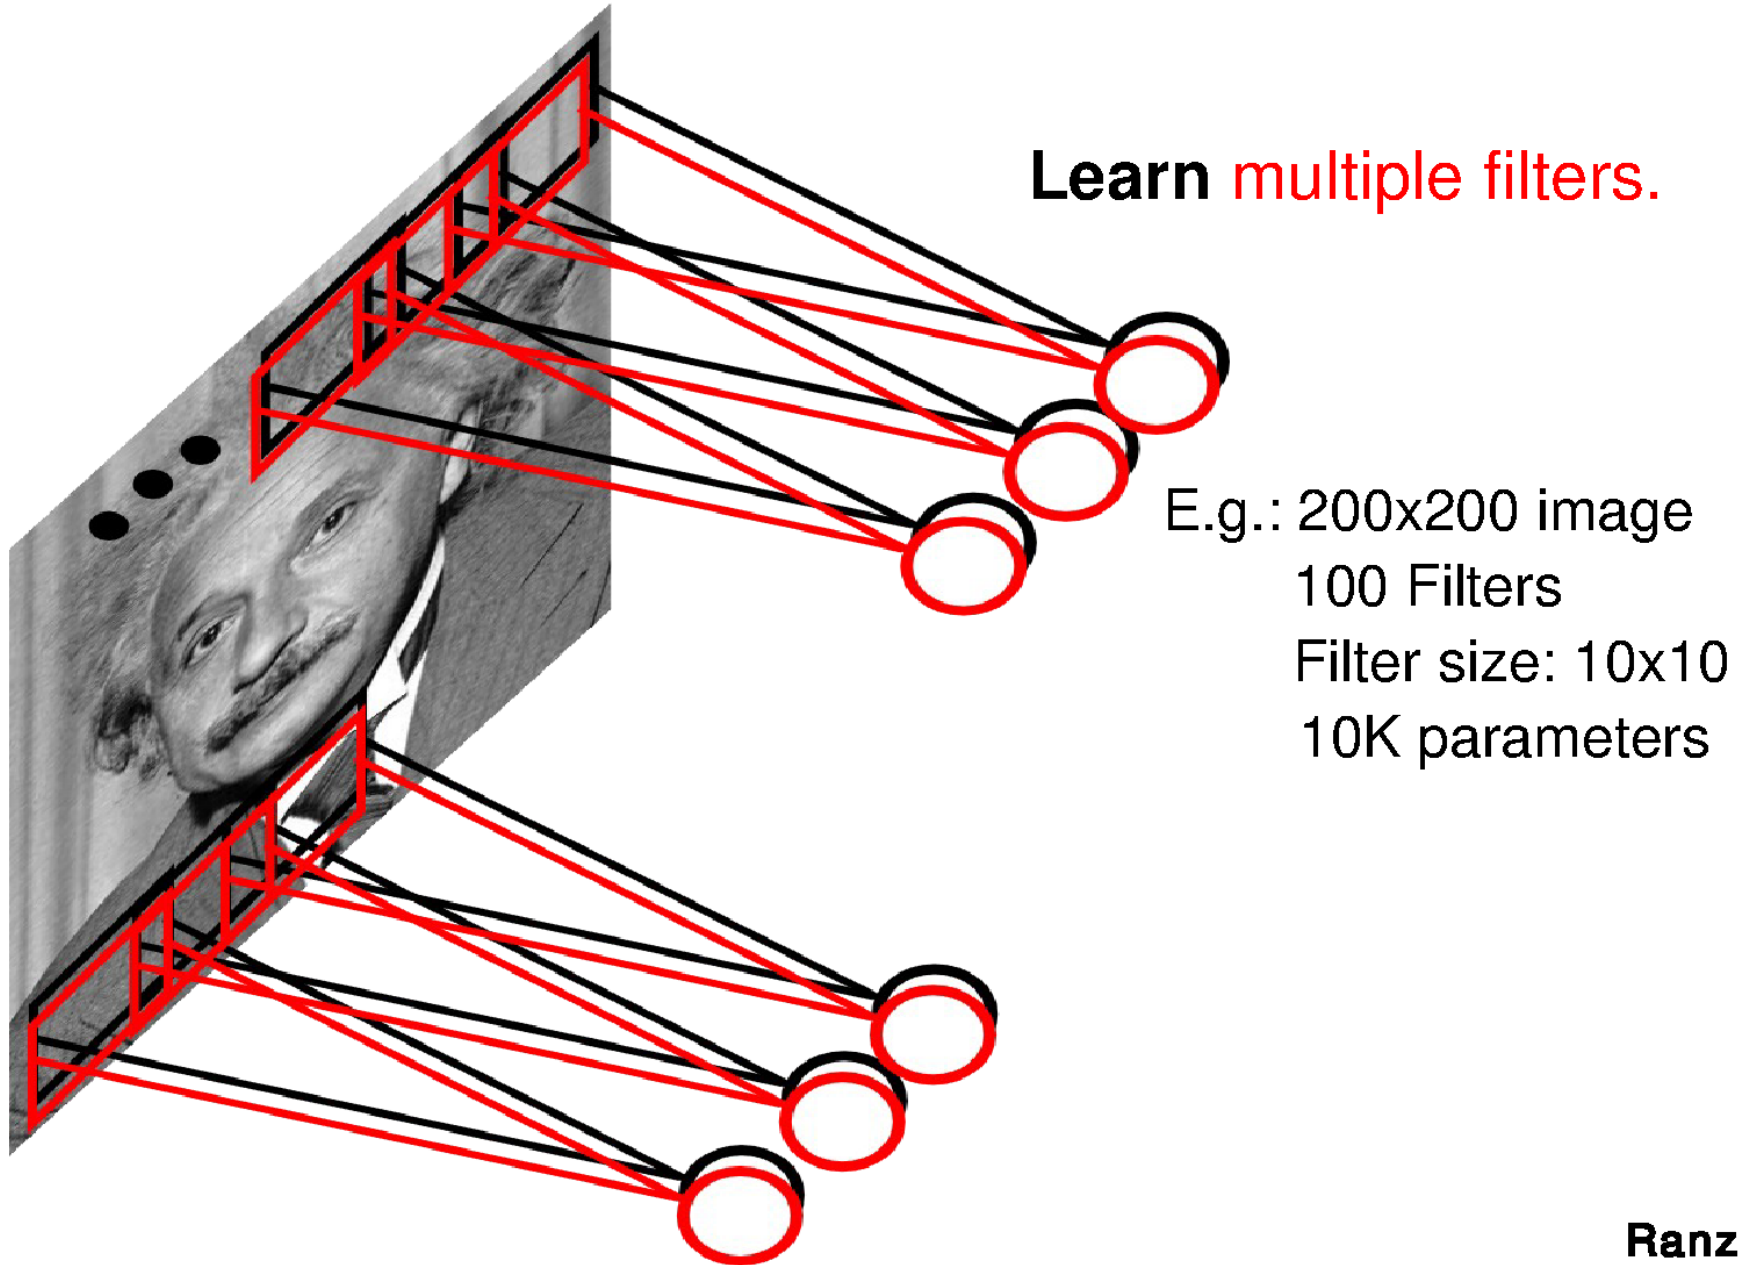 Learn multiple filters.
E.g.: 200x200 image
100 Filters
Filter size: 10x10
10K parameters
Ranz